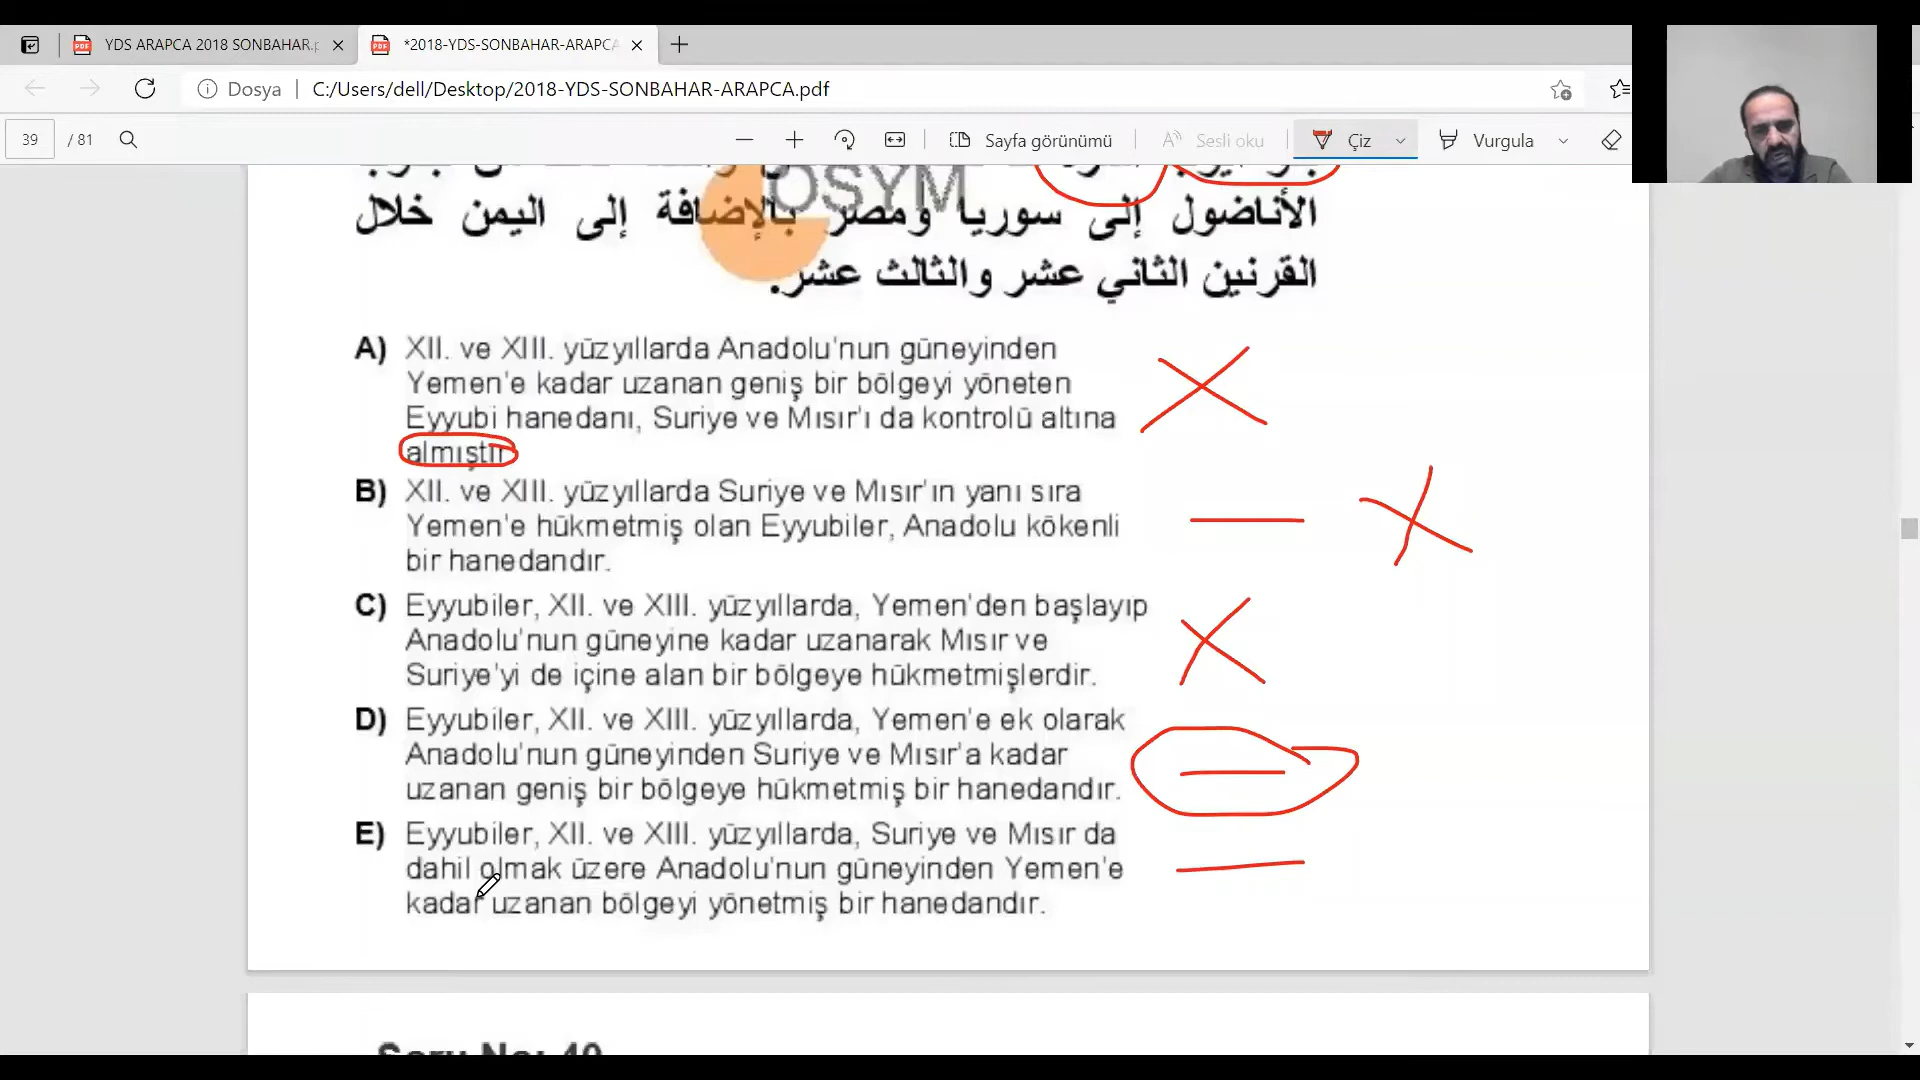 YDS ARAPCA 2018 SONBAHAR.p
*2018-YDS-SONBAHAR-ARAPCA
Dosya
C:/Users/dell/Desktop/2018-YDS-SONBAHAR-ARAPCA.pdf
39 / 81
Sayfa görünümü
Sesli oku
Çiz
Vurgula
ÖSYM
الأناضول إلى سوريا ومصر بالإضافة إلى اليمن خلال
القرنين الثاني عشر والثالث عشر.
A) XII. ve XIII. yüzyıllarda Anadolu'nun güneyinden
Yemen'e kadar uzanan geniş bir bölgeyi yöneten
Eyyubi hanedanı, Suriye ve Mısır'ı da kontrolü altına
almıştır
B) XII. ve XIII. yüzyıllarda Suriye ve Mısır'ın yanı sıra
Yemen'e hükmetmiş olan Eyyubiler, Anadolu kökenli
bir hanedandır.
C) Eyyubiler, XII. ve XIII. yüzyıllarda, Yemen'den başlayıp
Anadolu'nun güneyine kadar uzanarak Mısır ve
Suriye'yi de içine alan bir bölgeye hükmetmişlerdir.
D) Eyyubiler, XII. ve XIII. yüzyıllarda, Yemen'e ek olarak
Anadolu'nun güneyinden Suriye ve Mısır'a kadar
uzanan geniş bir bölgeye hükmetmiş bir hanedandır.
E) Eyyubiler, XII. ve XIII. yüzyıllarda, Suriye ve Mısır da
dahil olmak üzere Anadolu'nun güneyinden Yemen'e
kadar uzanan bölgeyi yönetmiş bir hanedandır.
Soru No: 40